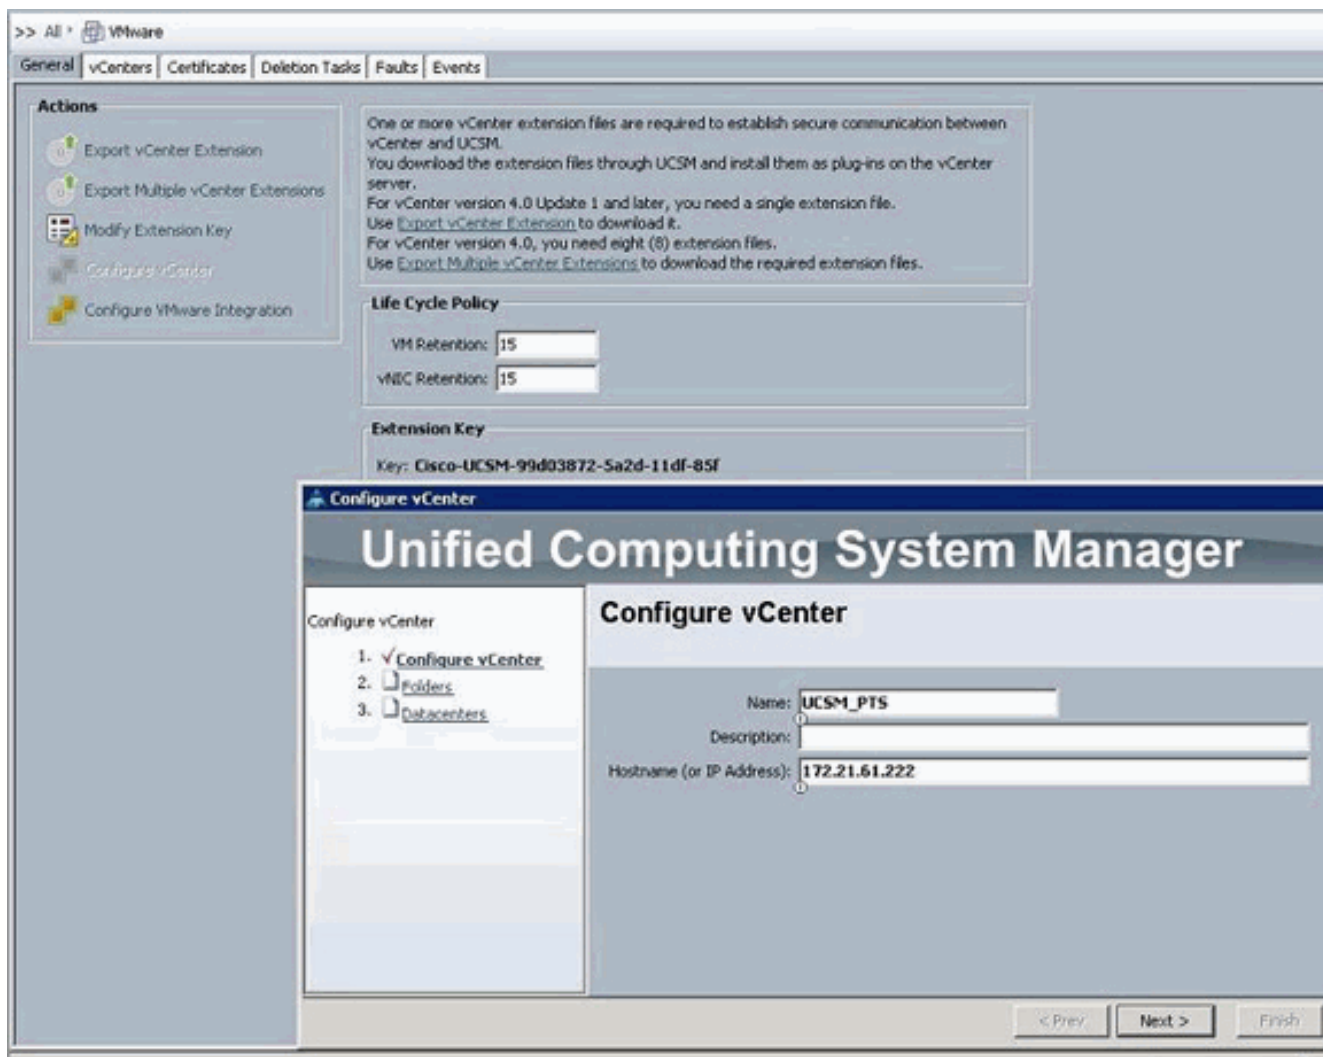 >> All VMware
General vCenters Certificates Deletion Tasks Faults Events
Actions
Export vCenter Extension
Export Multiple vCenter Extensions
Modify Extension Key
Configure vCenter
Configure VMware Integration
One or more vCenter extension files are required to establish secure communication between
vCenter and UCSM.
You download the extension files through UCSM and install them as plug-ins on the vCenter
server.
For vCenter version 4.0 Update 1 and later, you need a single extension file.
Use Export vCenter Extension to download it.
For vCenter version 4.0, you need eight (8) extension files.
Use Export Multiple vCenter Extensions to download the required extension files.
Life Cycle Policy
VM Retention: 15
vNIC Retention: 15
Extension Key
Key: Cisco-UCSM-99d03872-5a2d-11df-85f
Configure vCenter
Unified Computing System Manager
Configure vCenter
1. Configure vCenter
2. Folders
3. Datacenters
Configure vCenter
Name: UCSM_PTS
Description:
Hostname (or IP Address): 172.21.61.222
< Prev Next > Finish